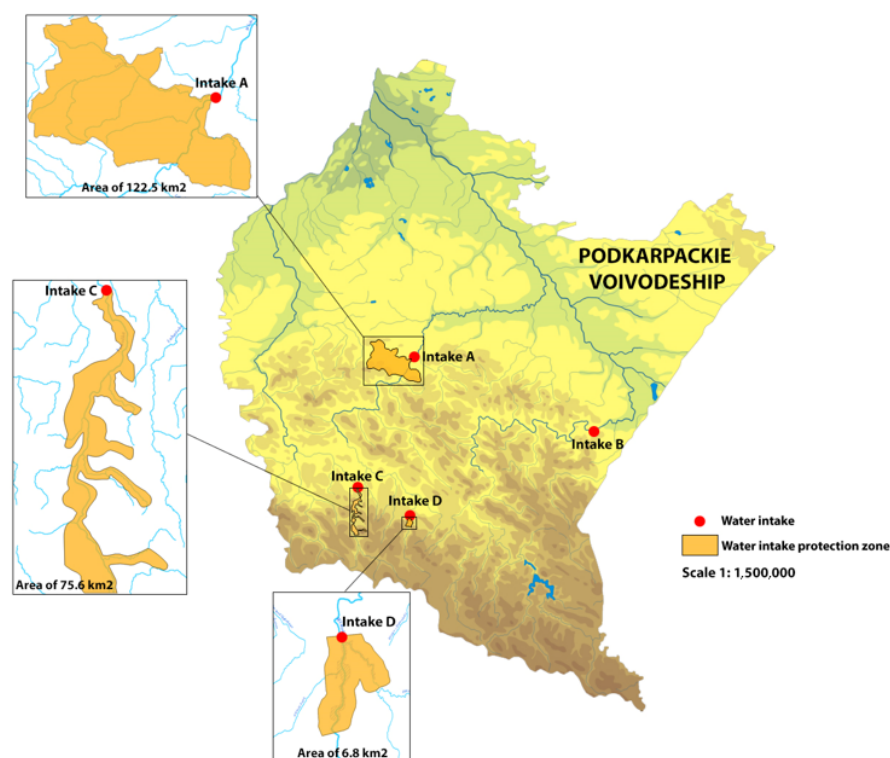 Intake A
Area of 122.5 km2
PODKARPACKIE
VOIVODESHIP
Intake C
Intake A
Intake B
Intake C
Intake D
Water intake
Water intake protection zone
Scale 1: 1,500,000
Area of 75.6 km2
Intake D
Area of 6.8 km2